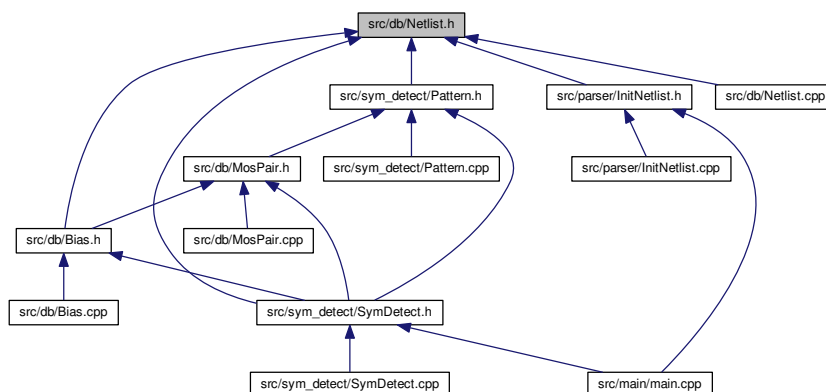 src/db/Netlist.h
src/sym_detect/Pattern.h
src/parser/InitNetlist.h
src/db/Netlist.cpp
src/db/MosPair.h
src/sym_detect/Pattern.cpp
src/parser/InitNetlist.cpp
src/db/Bias.h
src/db/MosPair.cpp
src/db/Bias.cpp
src/sym_detect/SymDetect.h
src/sym_detect/SymDetect.cpp
src/main/main.cpp